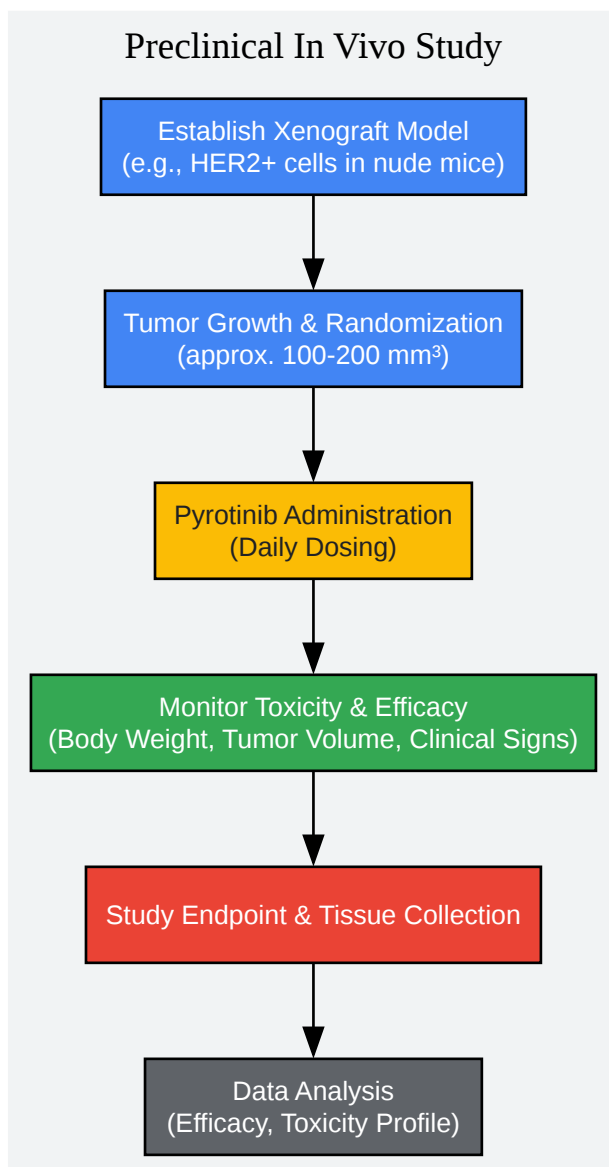 Preclinical In Vivo Study
Establish Xenograft Model
(e.g., HER2+ cells in nude mice)
Tumor Growth & Randomization
(approx. 100-200 mm³)
Pyrotinib Administration
(Daily Dosing)
Monitor Toxicity & Efficacy
(Body Weight, Tumor Volume, Clinical Signs)
Study Endpoint & Tissue Collection
Data Analysis
(Efficacy, Toxicity Profile)